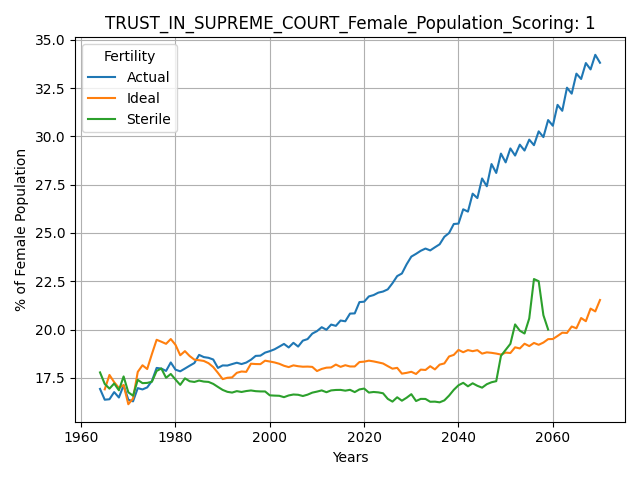 TRUST_IN_SUPREME_COURT_Female_Population_Scoring: 1
Fertility
Actual
Ideal
Sterile
% of Female Population
35.0
32.5
30.0
27.5
25.0
22.5
20.0
17.5
1960 1980 2000 2020 2040 2060
Years